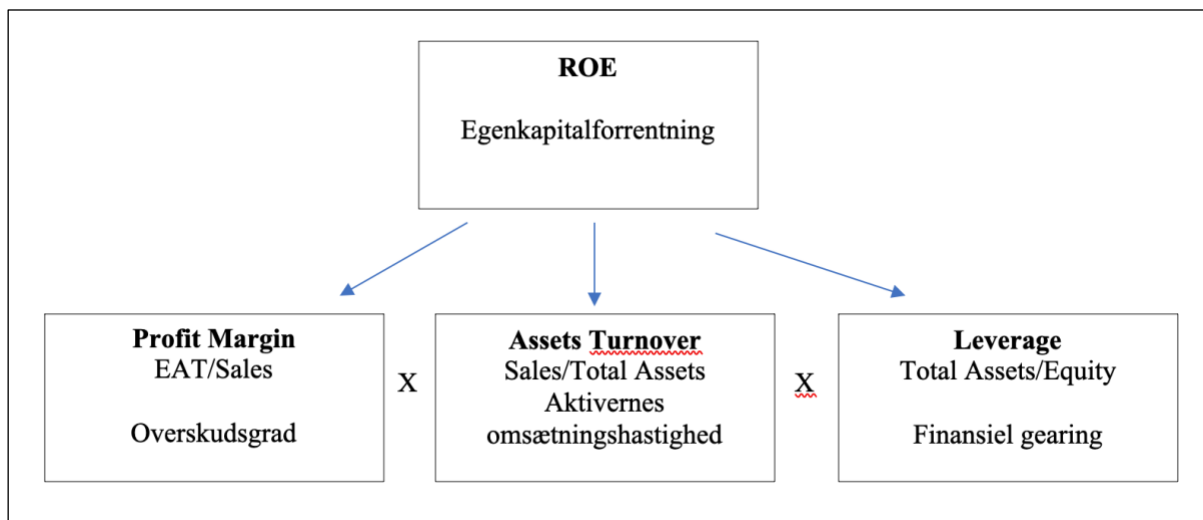 ROE
Egenkapitalforrentning
Profit Margin
EAT/Sales
Overskudsgrad
X
Assets Turnover
Sales/Total Assets
Aktivernes
omsætningshastighed
X
Leverage
Total Assets/Equity
Finansiel gearing